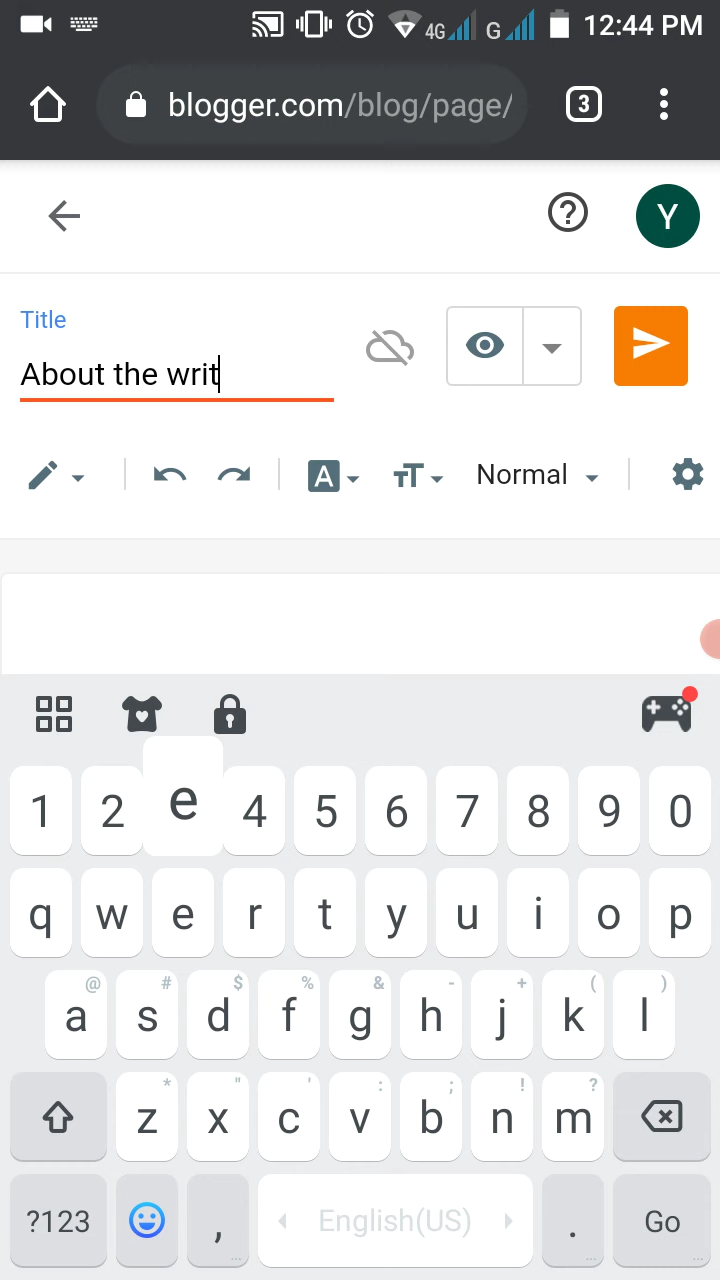 4G G 12:44 PM
blogger.com/blog/page/ 3
Y
Title
About the writ
A TT Normal
1 2 e 4 5 6 7 8 9 0
q w e r t y u i o p
@ # $ % & - + ( )
a s d f g h j k l
* " ' : ; ! ?
z x c v b n m
?123 , English(US) . Go